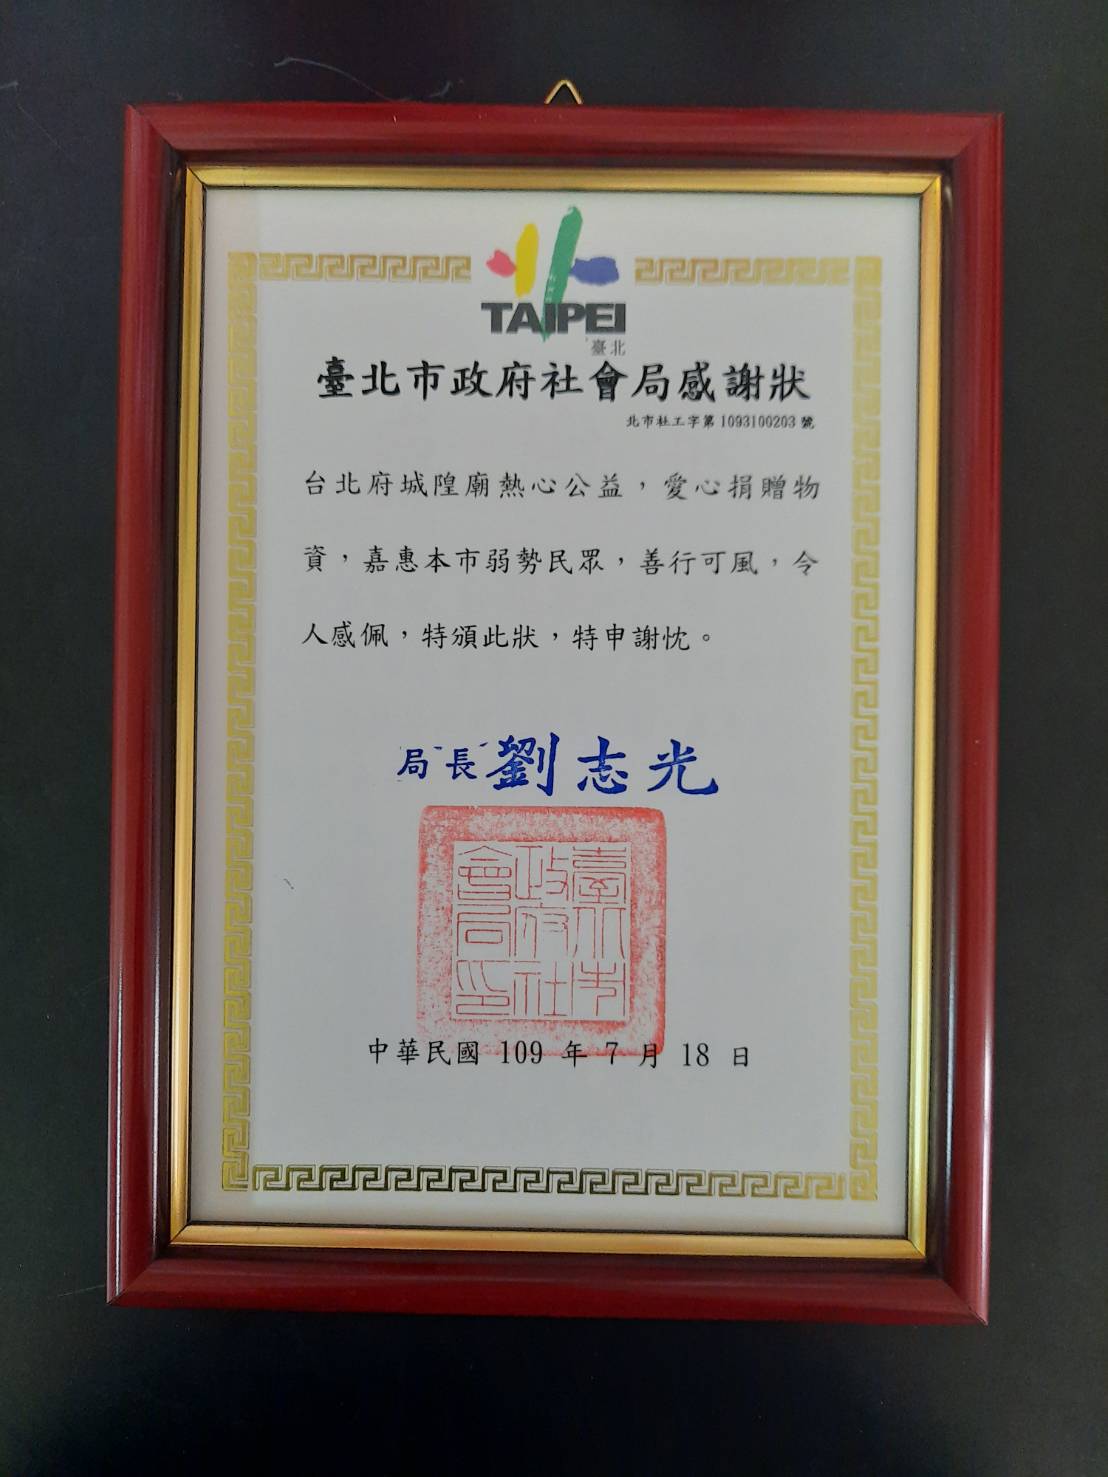 TAIPEI
臺北
臺北市政府社會局感謝狀
北市社工字第1093100203號
台北府城隍廟熱心公益，愛心捐贈物
資，嘉惠本市弱勢民眾，善行可風，令
人感佩，特頒此狀，特申謝忱。
局長劉志光
臺北市
政府社
會局印
中華民國 109 年 7 月 18 日